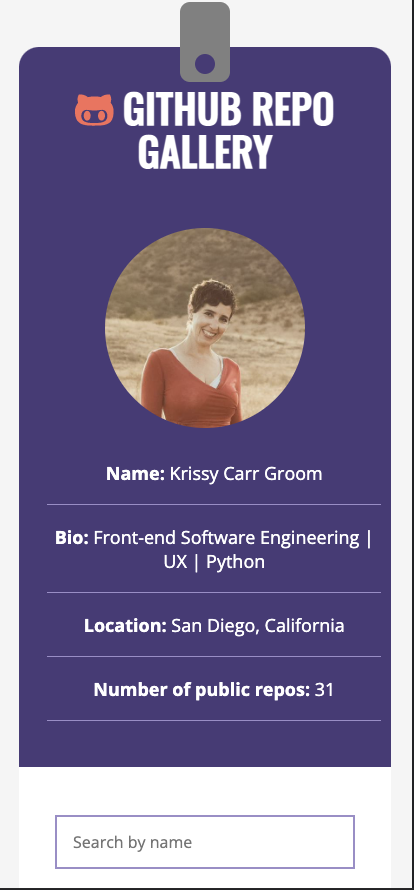 GITHUB REPO
GALLERY
Name: Krissy Carr Groom
Bio: Front-end Software Engineering |
UX | Python
Location: San Diego, California
Number of public repos: 31
Search by name